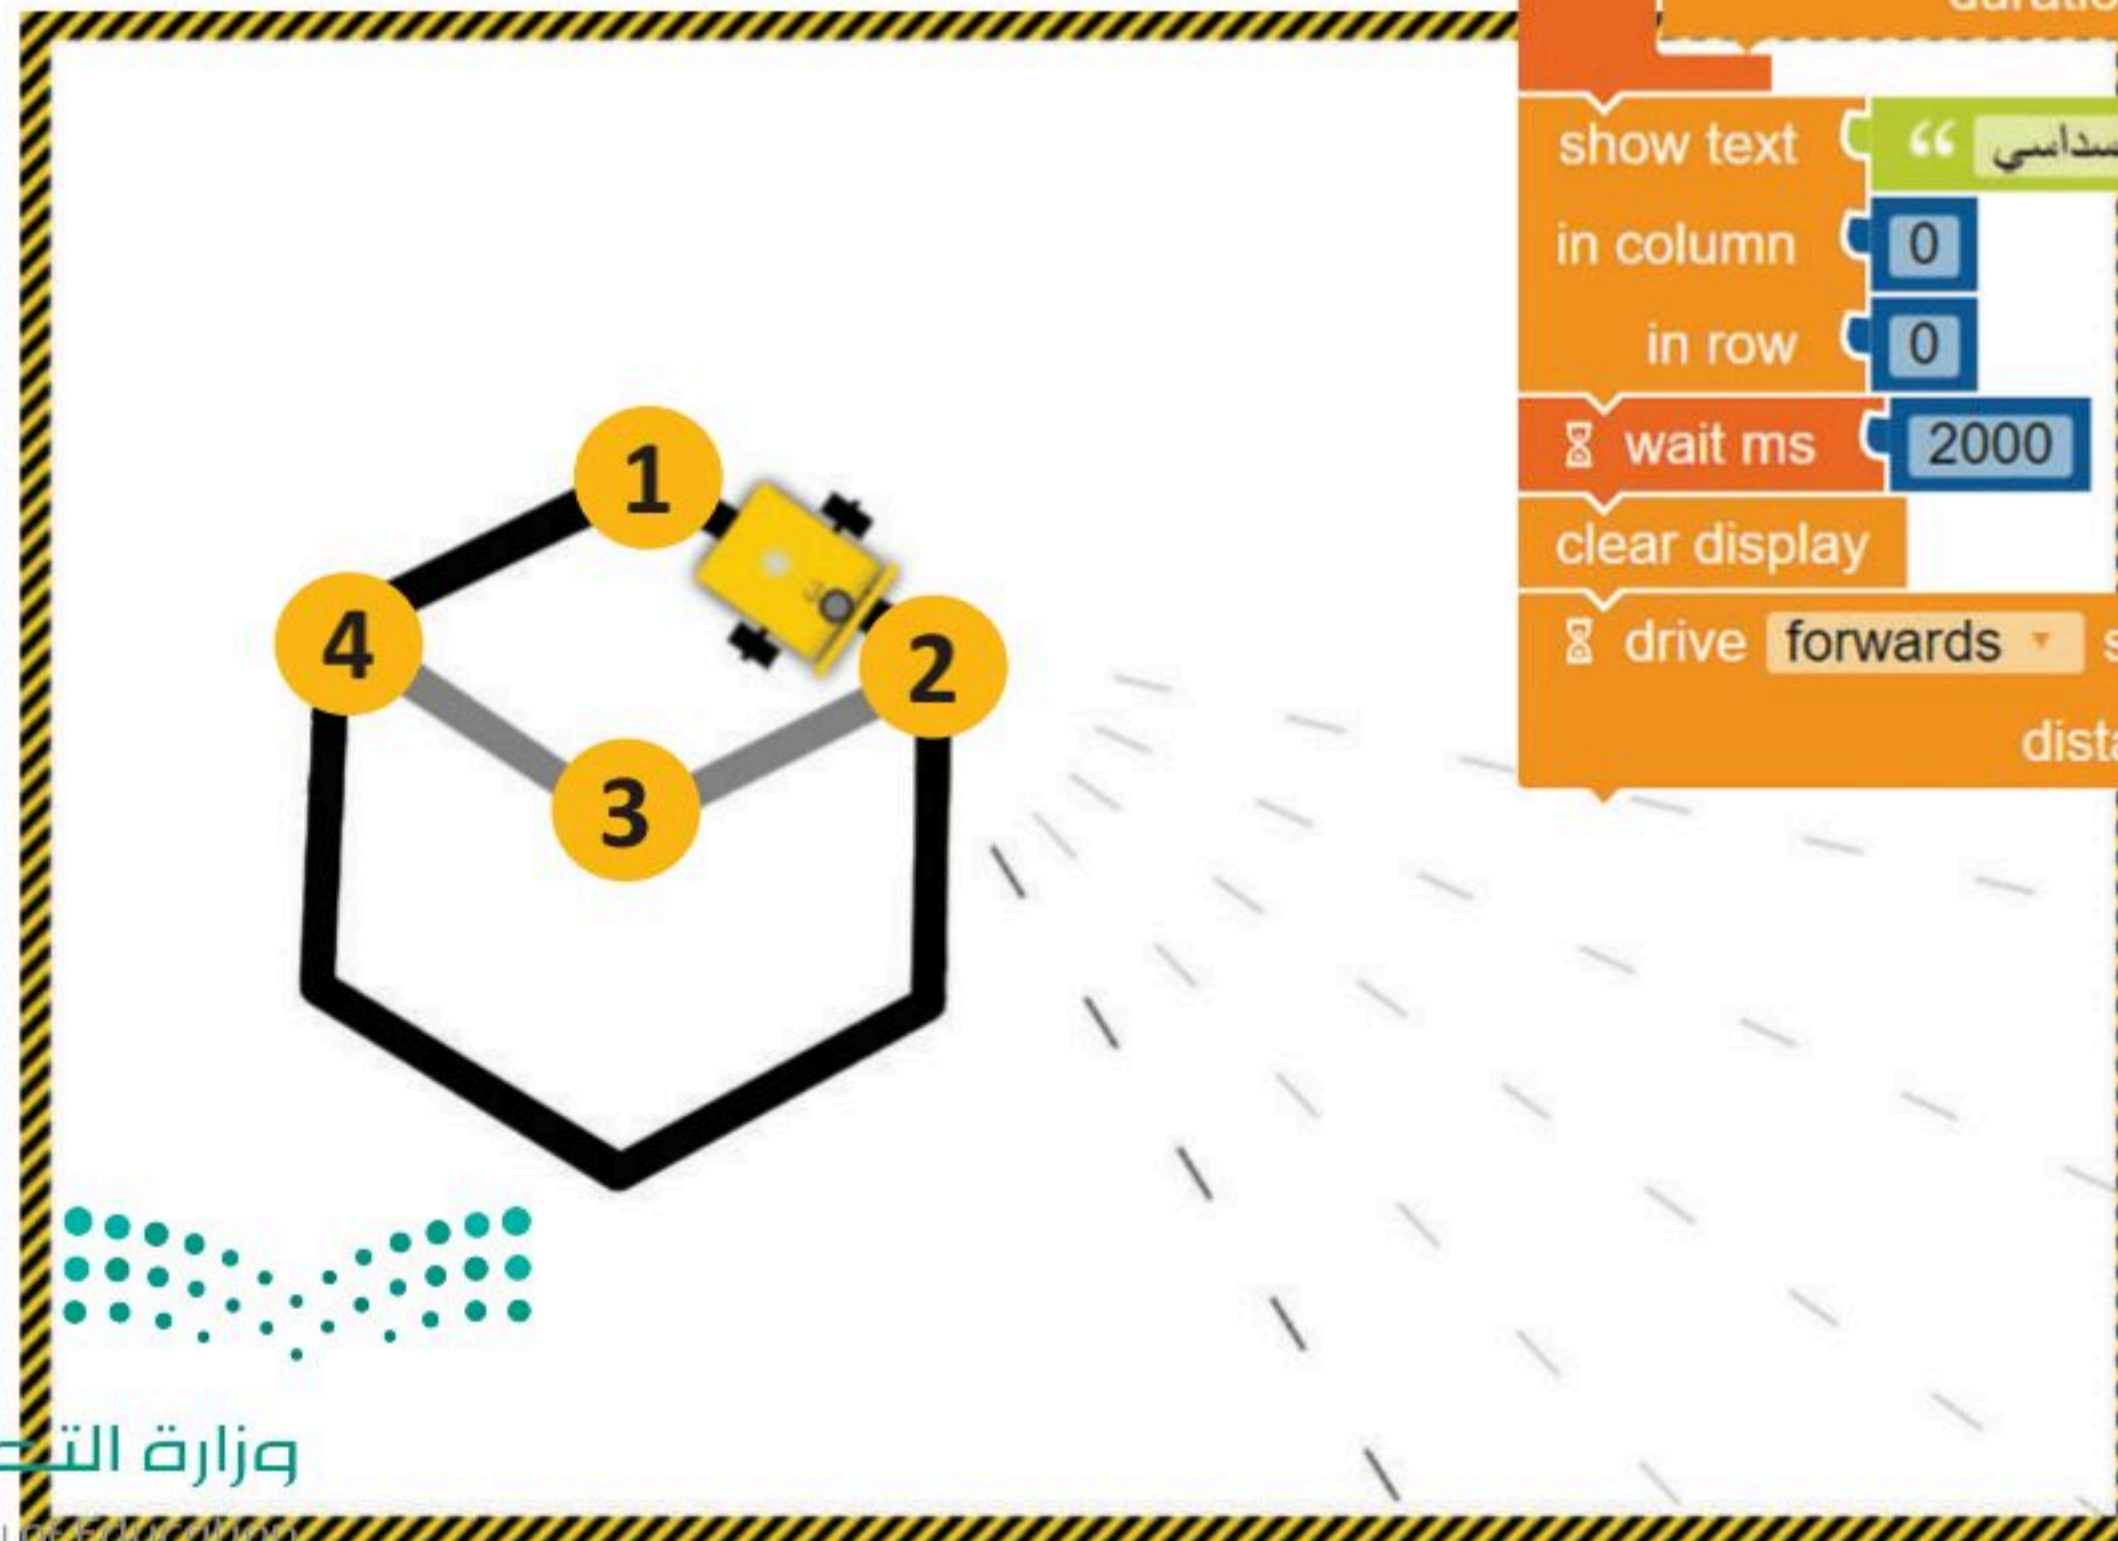 show text “ سداسي
in column 0
in row 0
wait ms 2000
clear display
drive forwards
1
2
3
4
وزارة